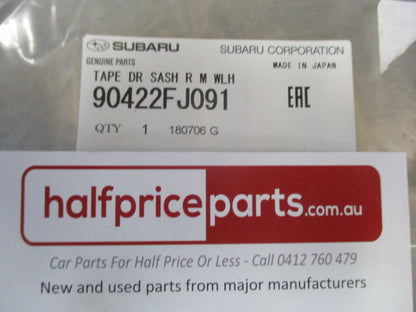 SUBARU SUBARU CORPORATION
GENUINE PARTS MADE IN JAPAN
TAPE DR SASH R M WLH
90422FJ091 EAC
QTY 1 180706 G
halfpriceparts.com.au
Car Parts For Half Price Or Less - Call 0412 760 479
New and used parts from major manufacturers